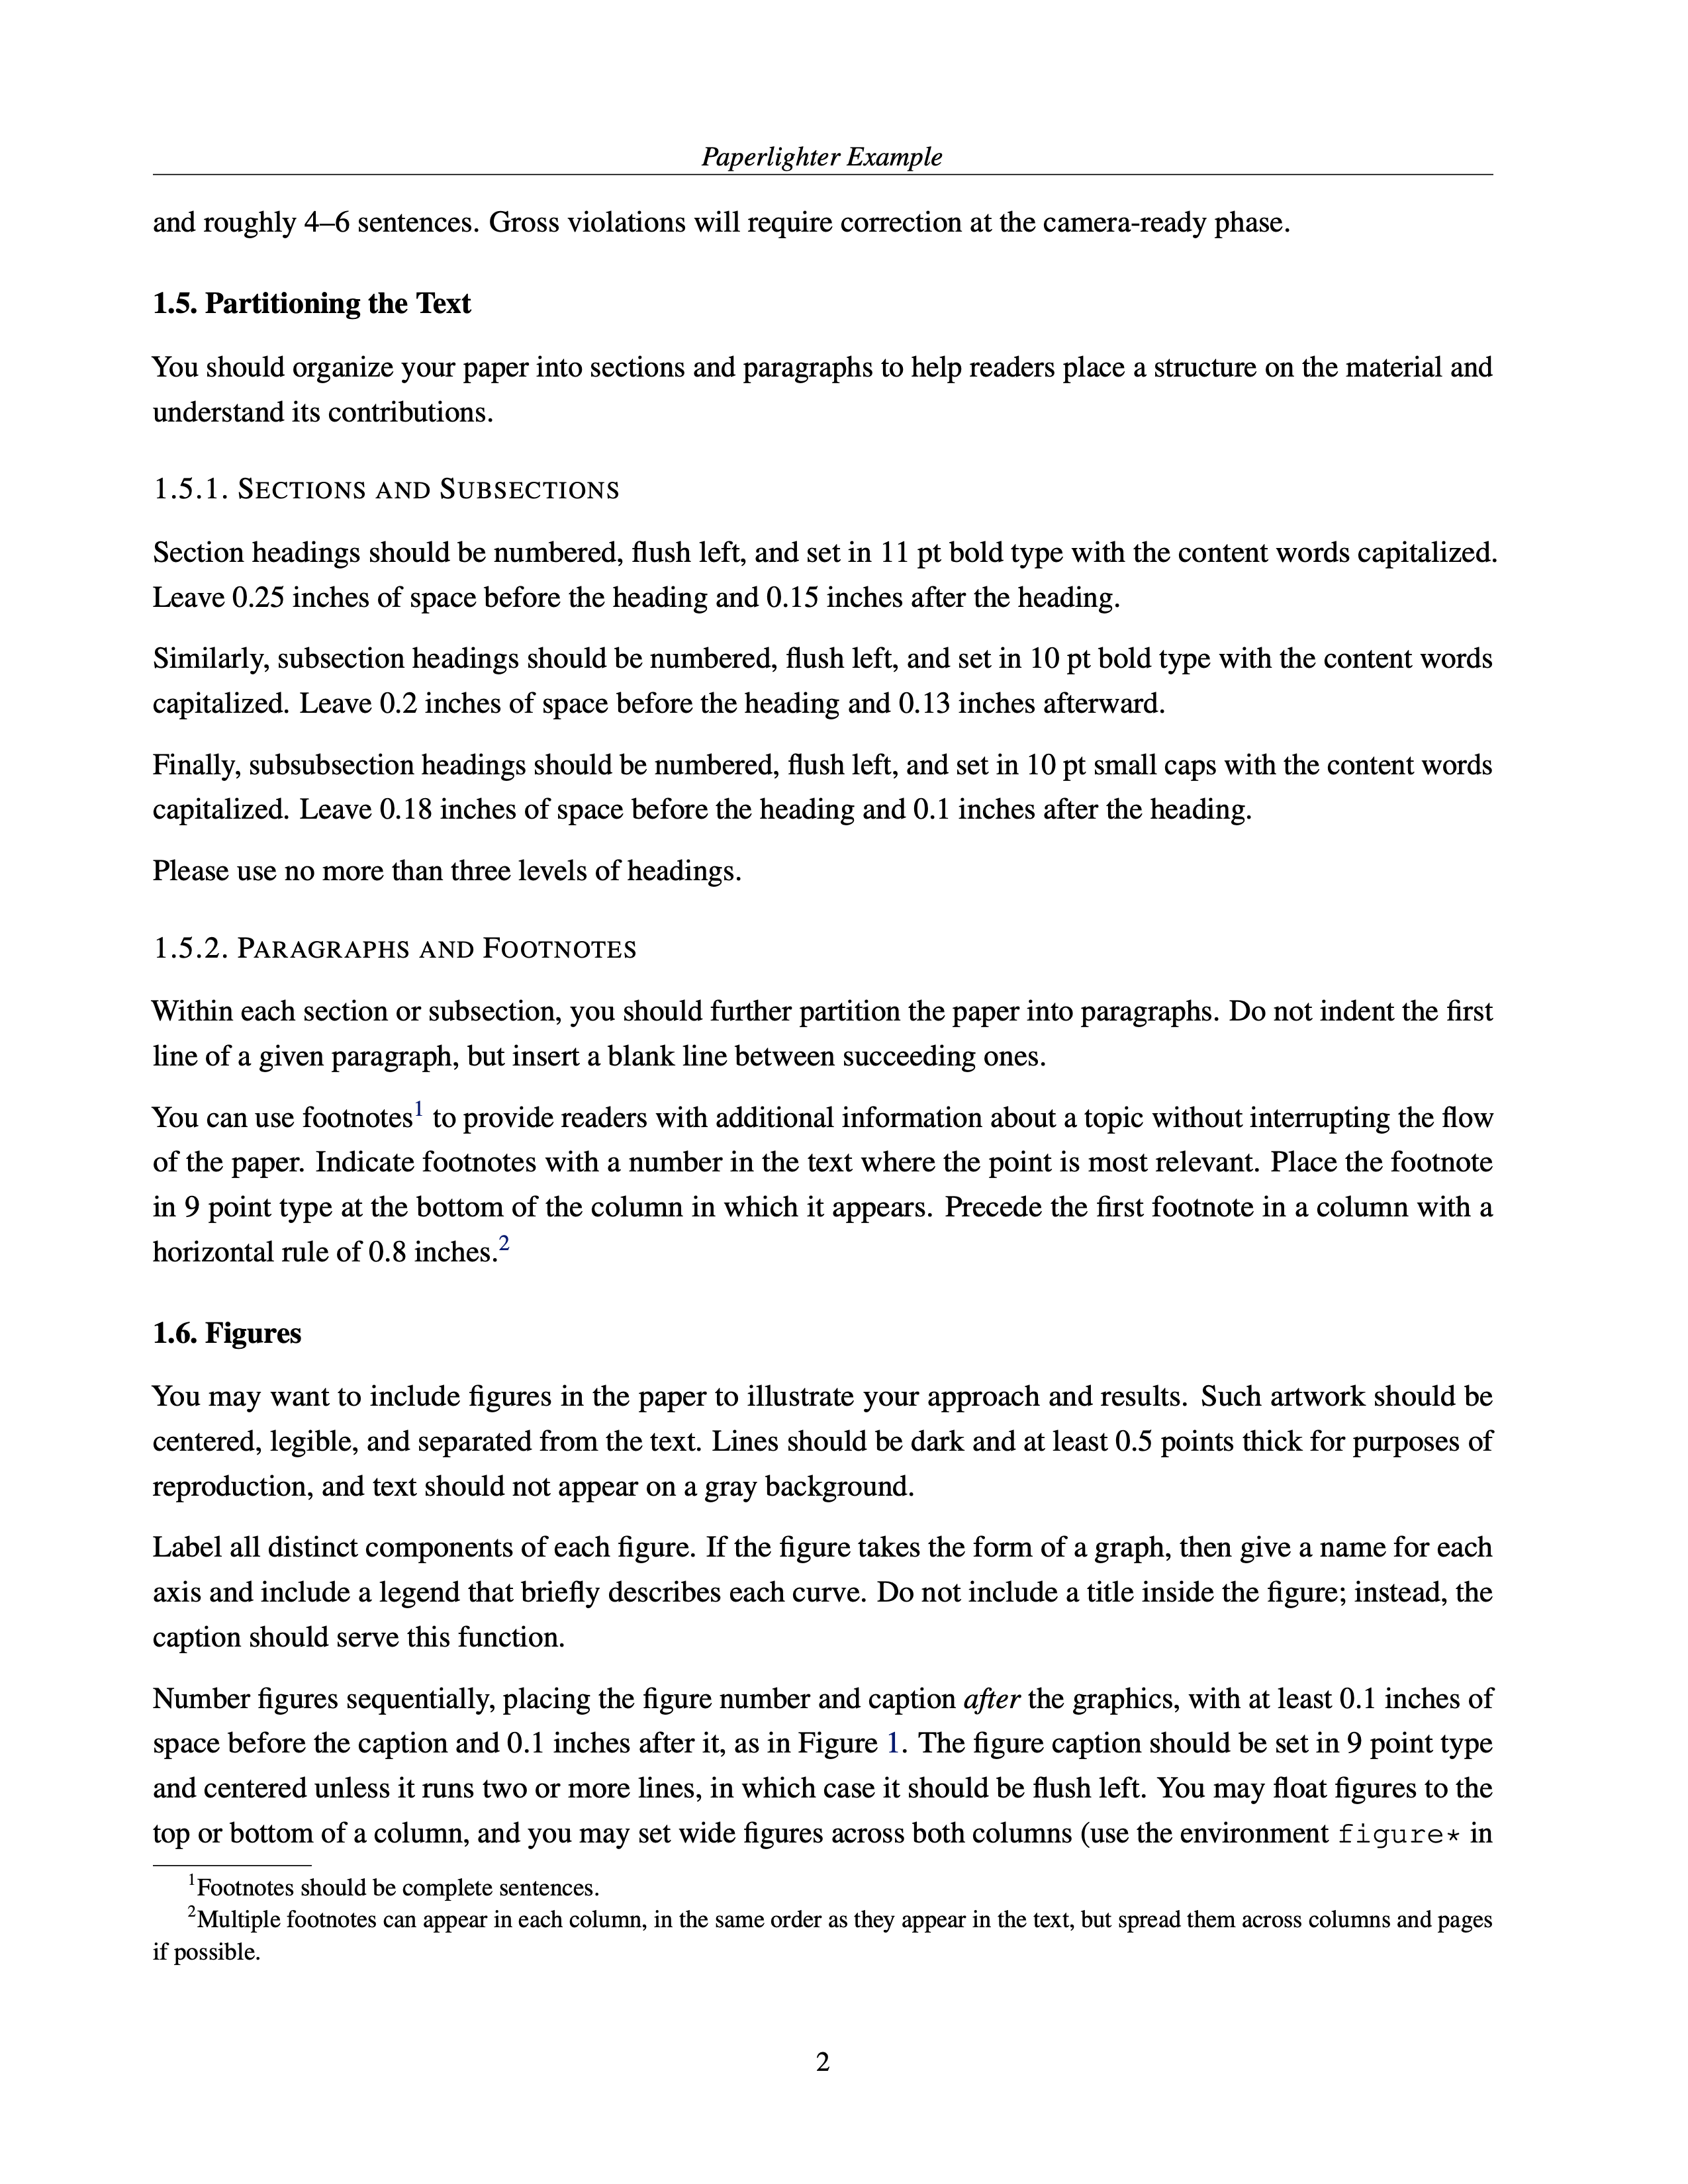 Paperlighter Example
and roughly 4–6 sentences. Gross violations will require correction at the camera-ready phase.
1.5. Partitioning the Text
You should organize your paper into sections and paragraphs to help readers place a structure on the material and
understand its contributions.
1.5.1. SECTIONS AND SUBSECTIONS
Section headings should be numbered, flush left, and set in 11 pt bold type with the content words capitalized.
Leave 0.25 inches of space before the heading and 0.15 inches after the heading.
Similarly, subsection headings should be numbered, flush left, and set in 10 pt bold type with the content words
capitalized. Leave 0.2 inches of space before the heading and 0.13 inches afterward.
Finally, subsubsection headings should be numbered, flush left, and set in 10 pt small caps with the content words
capitalized. Leave 0.18 inches of space before the heading and 0.1 inches after the heading.
Please use no more than three levels of headings.
1.5.2. PARAGRAPHS AND FOOTNOTES
Within each section or subsection, you should further partition the paper into paragraphs. Do not indent the first
line of a given paragraph, but insert a blank line between succeeding ones.
You can use footnotes1 to provide readers with additional information about a topic without interrupting the flow
of the paper. Indicate footnotes with a number in the text where the point is most relevant. Place the footnote
in 9 point type at the bottom of the column in which it appears. Precede the first footnote in a column with a
horizontal rule of 0.8 inches.2
1.6. Figures
You may want to include figures in the paper to illustrate your approach and results. Such artwork should be
centered, legible, and separated from the text. Lines should be dark and at least 0.5 points thick for purposes of
reproduction, and text should not appear on a gray background.
Label all distinct components of each figure. If the figure takes the form of a graph, then give a name for each
axis and include a legend that briefly describes each curve. Do not include a title inside the figure; instead, the
caption should serve this function.
Number figures sequentially, placing the figure number and caption after the graphics, with at least 0.1 inches of
space before the caption and 0.1 inches after it, as in Figure 1. The figure caption should be set in 9 point type
and centered unless it runs two or more lines, in which case it should be flush left. You may float figures to the
top or bottom of a column, and you may set wide figures across both columns (use the environment figure* in
1Footnotes should be complete sentences.
2Multiple footnotes can appear in each column, in the same order as they appear in the text, but spread them across columns and pages
if possible.
2